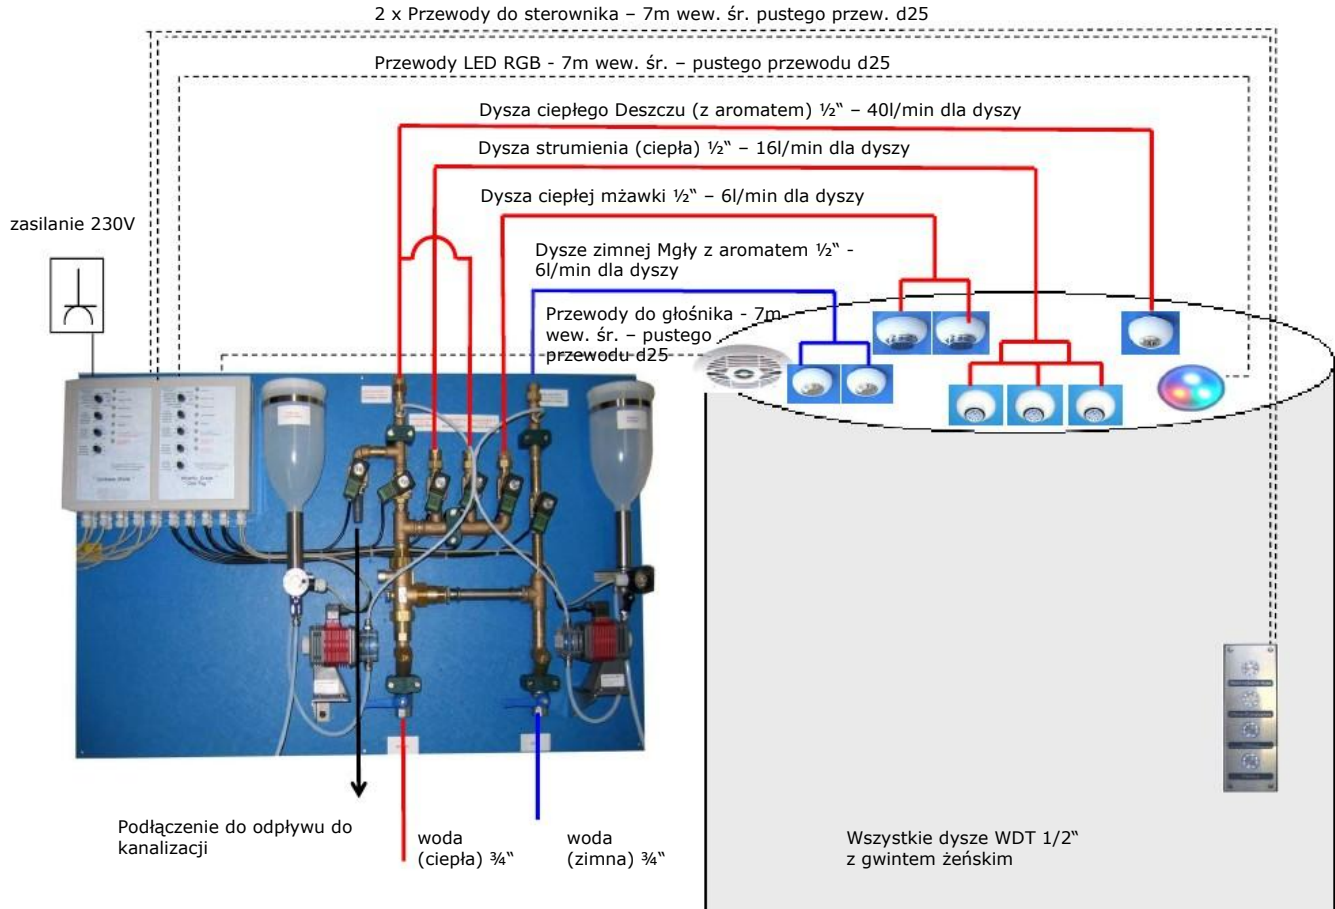 2 x Przewody do sterownika – 7m wew. śr. pustego przew. d25
Przewody LED RGB - 7m wew. śr. – pustego przewodu d25
Dysza ciepłego Deszczu (z aromatem) ½“ – 40l/min dla dyszy
Dysza strumienia (ciepła) ½“ – 16l/min dla dyszy
Dysza ciepłej mżawki ½“ – 6l/min dla dyszy
zasilanie 230V
Dysze zimnej Mgły z aromatem ½“ -
6l/min dla dyszy
Przewody do głośnika - 7m
wew. śr. – pustego
przewodu d25
Podłączenie do odpływu do
kanalizacji
woda
(ciepła) ¾“
woda
(zimna) ¾“
Wszystkie dysze WDT 1/2“
z gwintem żeńskim